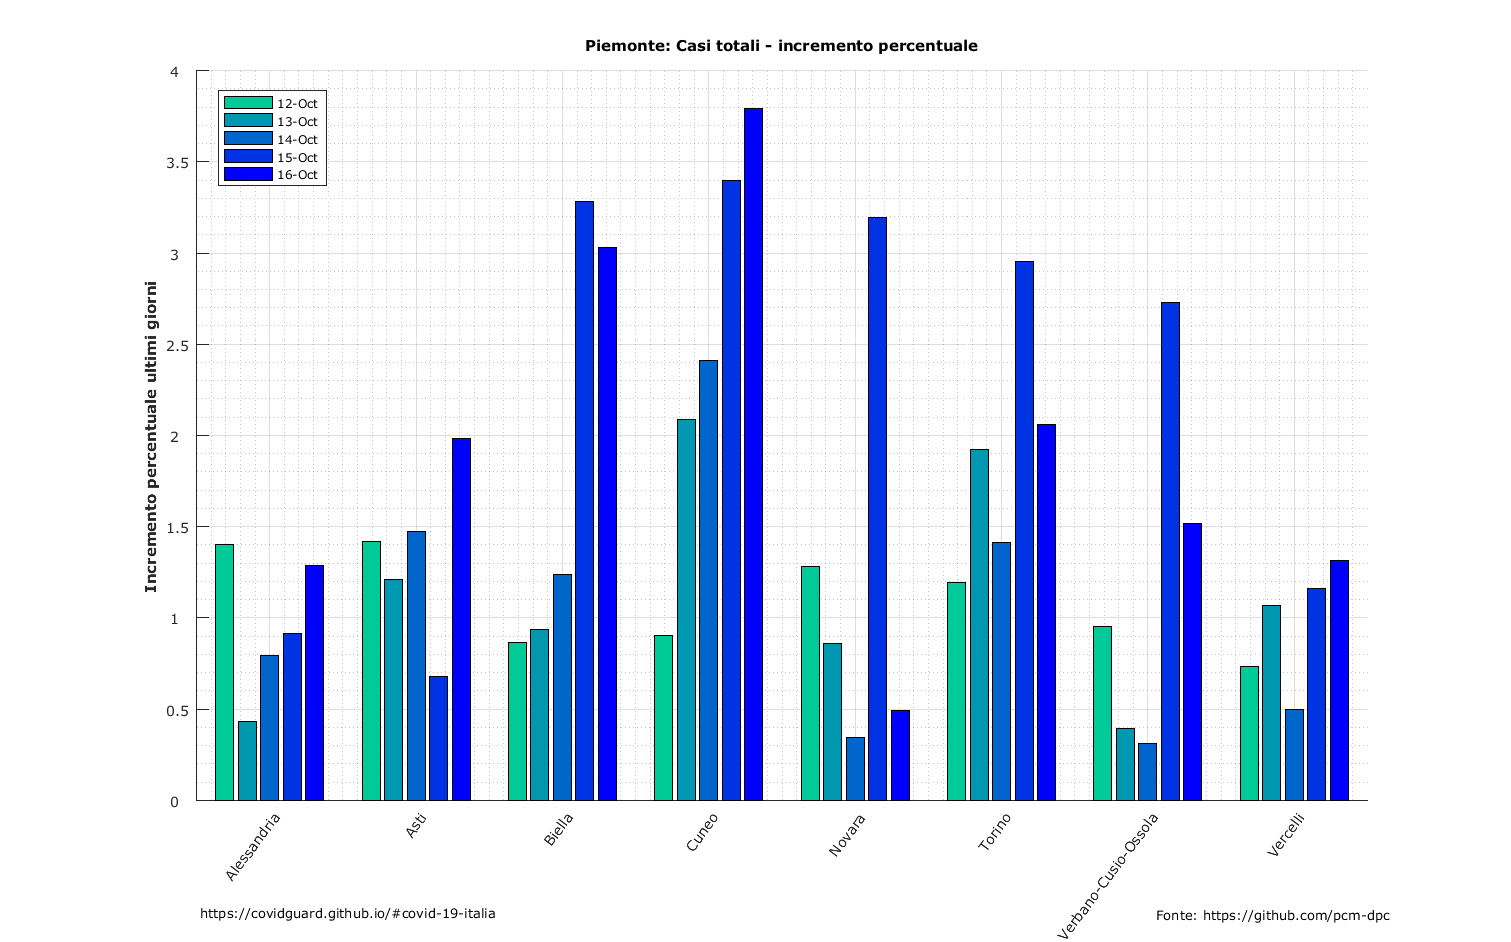 Piemonte: Casi totali - incremento percentuale
4
3.5
3
2.5
2
1.5
1
0.5
0
Incremento percentuale ultimi giorni
12-Oct
13-Oct
14-Oct
15-Oct
16-Oct
Alessandria
Asti
Biella
Cuneo
Novara
Torino
Verbano-Cusio-Ossola
Vercelli
https://covidguard.github.io/#covid-19-italia
Fonte: https://github.com/pcm-dpc